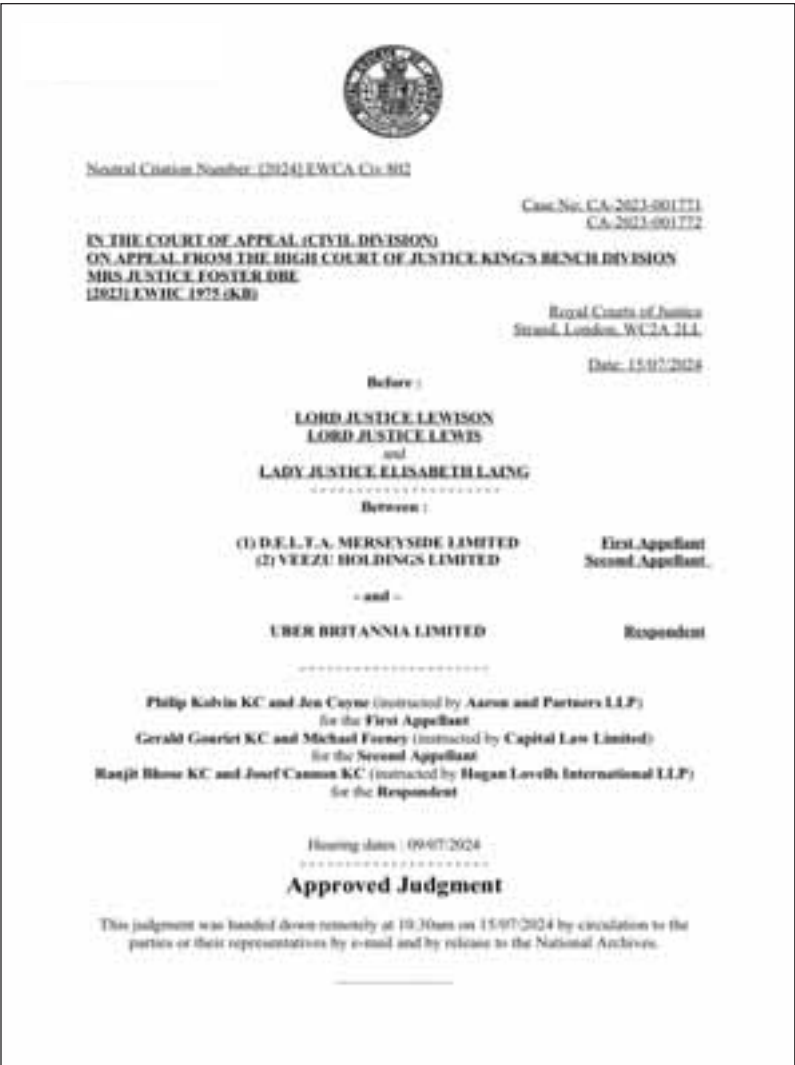 Neutral Citation Number: [2024] EWCA Civ 802
Case No: CA-2023-001771
CA-2023-001772
IN THE COURT OF APPEAL (CIVIL DIVISION)
ON APPEAL FROM THE HIGH COURT OF JUSTICE KING'S BENCH DIVISION
MRS JUSTICE FOSTER DBE
[2023] EWHC 1975 (KB)
Royal Courts of Justice
Strand, London, WC2A 2LL
Date: 15/07/2024
Before :
LORD JUSTICE LEWISON
LORD JUSTICE LEWIS
and
LADY JUSTICE ELISABETH LAING
- - - - - - - - - - - - - - - - - - - - -
Between :
(1) D.E.L.T.A. MERSEYSIDE LIMITED First Appellant
(2) VEEZU HOLDINGS LIMITED Second Appellant
- and –
UBER BRITANNIA LIMITED Respondent
- - - - - - - - - - - - - - - - - - - - -
Philip Kolvin KC and Jen Coyne (instructed by Aaron and Partners LLP)
for the First Appellant
Gerald Gouriet KC and Michael Feeney (instructed by Capital Law Limited)
for the Second Appellant
Ranjit Bhose KC and Josef Cannon KC (instructed by Hogan Lovells International LLP)
for the Respondent
Hearing dates : 09/07/2024
- - - - - - - - - - - - - - - - - - - - -
Approved Judgment
This judgment was handed down remotely at 10:30am on 15/07/2024 by circulation to the
parties or their representatives by e-mail and by release to the National Archives.